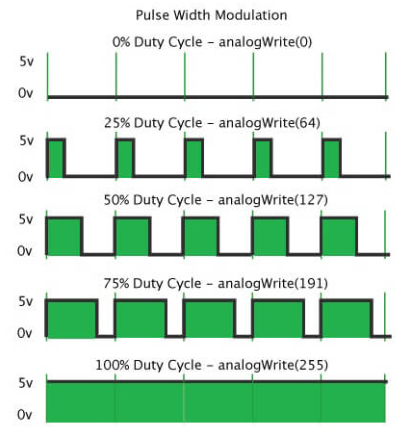 Pulse Width Modulation
0% Duty Cycle – analogWrite(0)
5v
0v
25% Duty Cycle – analogWrite(64)
5v
0v
50% Duty Cycle – analogWrite(127)
5v
0v
75% Duty Cycle – analogWrite(191)
5v
0v
100% Duty Cycle – analogWrite(255)
5v
0v